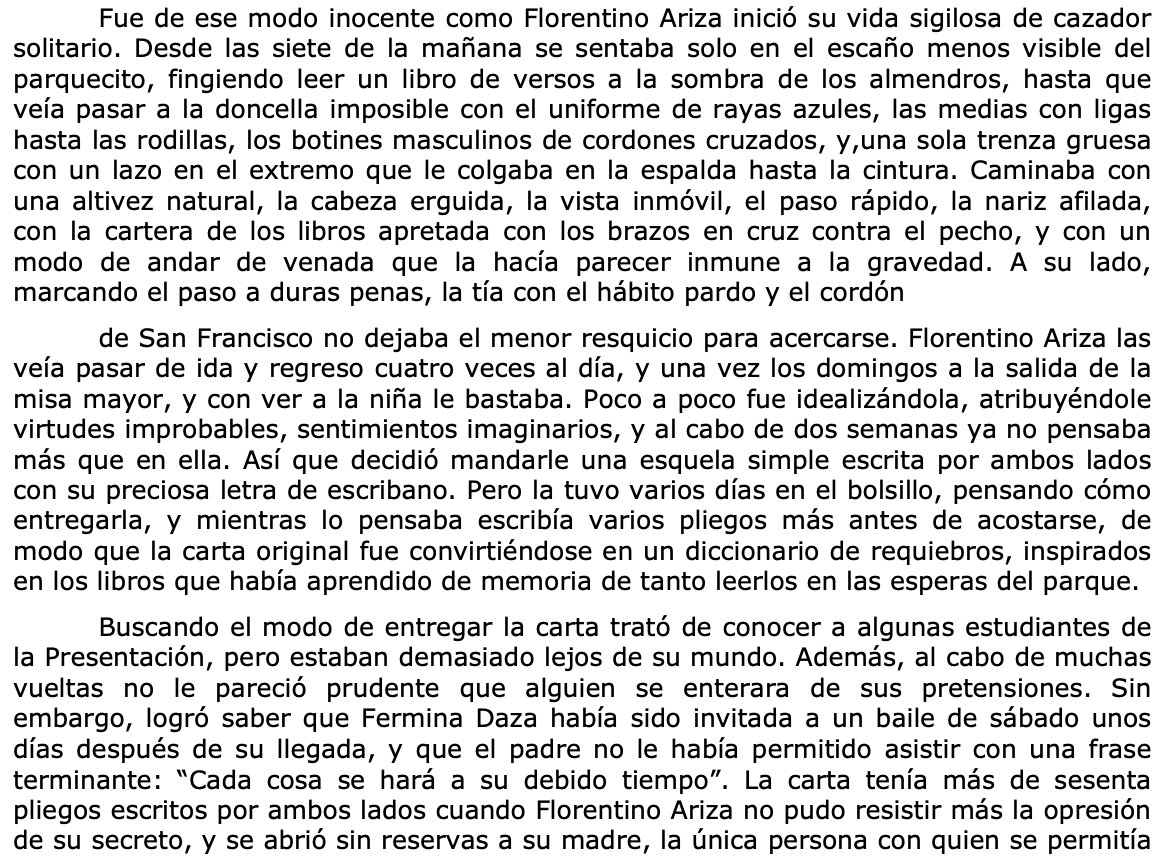 Fue de ese modo inocente como Florentino Ariza inició su vida sigilosa de cazador
solitario. Desde las siete de la mañana se sentaba solo en el escaño menos visible del
parquecito, fingiendo leer un libro de versos a la sombra de los almendros, hasta que
veía pasar a la doncella imposible con el uniforme de rayas azules, las medias con ligas
hasta las rodillas, los botines masculinos de cordones cruzados, y,una sola trenza gruesa
con un lazo en el extremo que le colgaba en la espalda hasta la cintura. Caminaba con
una altivez natural, la cabeza erguida, la vista inmóvil, el paso rápido, la nariz afilada,
con la cartera de los libros apretada con los brazos en cruz contra el pecho, y con un
modo de andar de venada que la hacía parecer inmune a la gravedad. A su lado,
marcando el paso a duras penas, la tía con el hábito pardo y el cordón
de San Francisco no dejaba el menor resquicio para acercarse. Florentino Ariza las
veía pasar de ida y regreso cuatro veces al día, y una vez los domingos a la salida de la
misa mayor, y con ver a la niña le bastaba. Poco a poco fue idealizándola, atribuyéndole
virtudes improbables, sentimientos imaginarios, y al cabo de dos semanas ya no pensaba
más que en ella. Así que decidió mandarle una esquela simple escrita por ambos lados
con su preciosa letra de escribano. Pero la tuvo varios días en el bolsillo, pensando cómo
entregarla, y mientras lo pensaba escribía varios pliegos más antes de acostarse, de
modo que la carta original fue convirtiéndose en un diccionario de requiebros, inspirados
en los libros que había aprendido de memoria de tanto leerlos en las esperas del parque.
Buscando el modo de entregar la carta trató de conocer a algunas estudiantes de
la Presentación, pero estaban demasiado lejos de su mundo. Además, al cabo de muchas
vueltas no le pareció prudente que alguien se enterara de sus pretensiones. Sin
embargo, logró saber que Fermina Daza había sido invitada a un baile de sábado unos
días después de su llegada, y que el padre no le había permitido asistir con una frase
terminante: “Cada cosa se hará a su debido tiempo”. La carta tenía más de sesenta
pliegos escritos por ambos lados cuando Florentino Ariza no pudo resistir más la opresión
de su secreto, y se abrió sin reservas a su madre, la única persona con quien se permitía